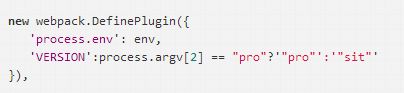 new webpack.DefinePlugin({
    'process.env': env,
    'VERSION':process.argv[2] == "pro"?'"pro"':'"sit"'
}),